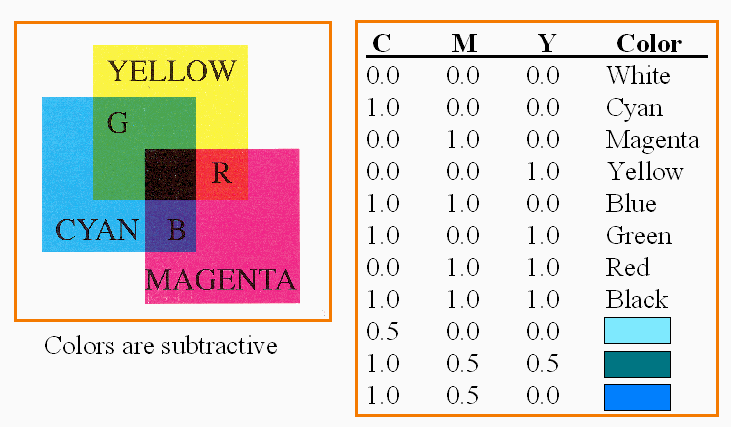 YELLOW
G
R
CYAN B
MAGENTA
Colors are subtractive
C M Y Color
0.0 0.0 0.0 White
1.0 0.0 0.0 Cyan
0.0 1.0 0.0 Magenta
0.0 0.0 1.0 Yellow
1.0 1.0 0.0 Blue
1.0 0.0 1.0 Green
0.0 1.0 1.0 Red
1.0 1.0 1.0 Black
0.5 0.0 0.0
1.0 0.5 0.5
1.0 0.5 0.0